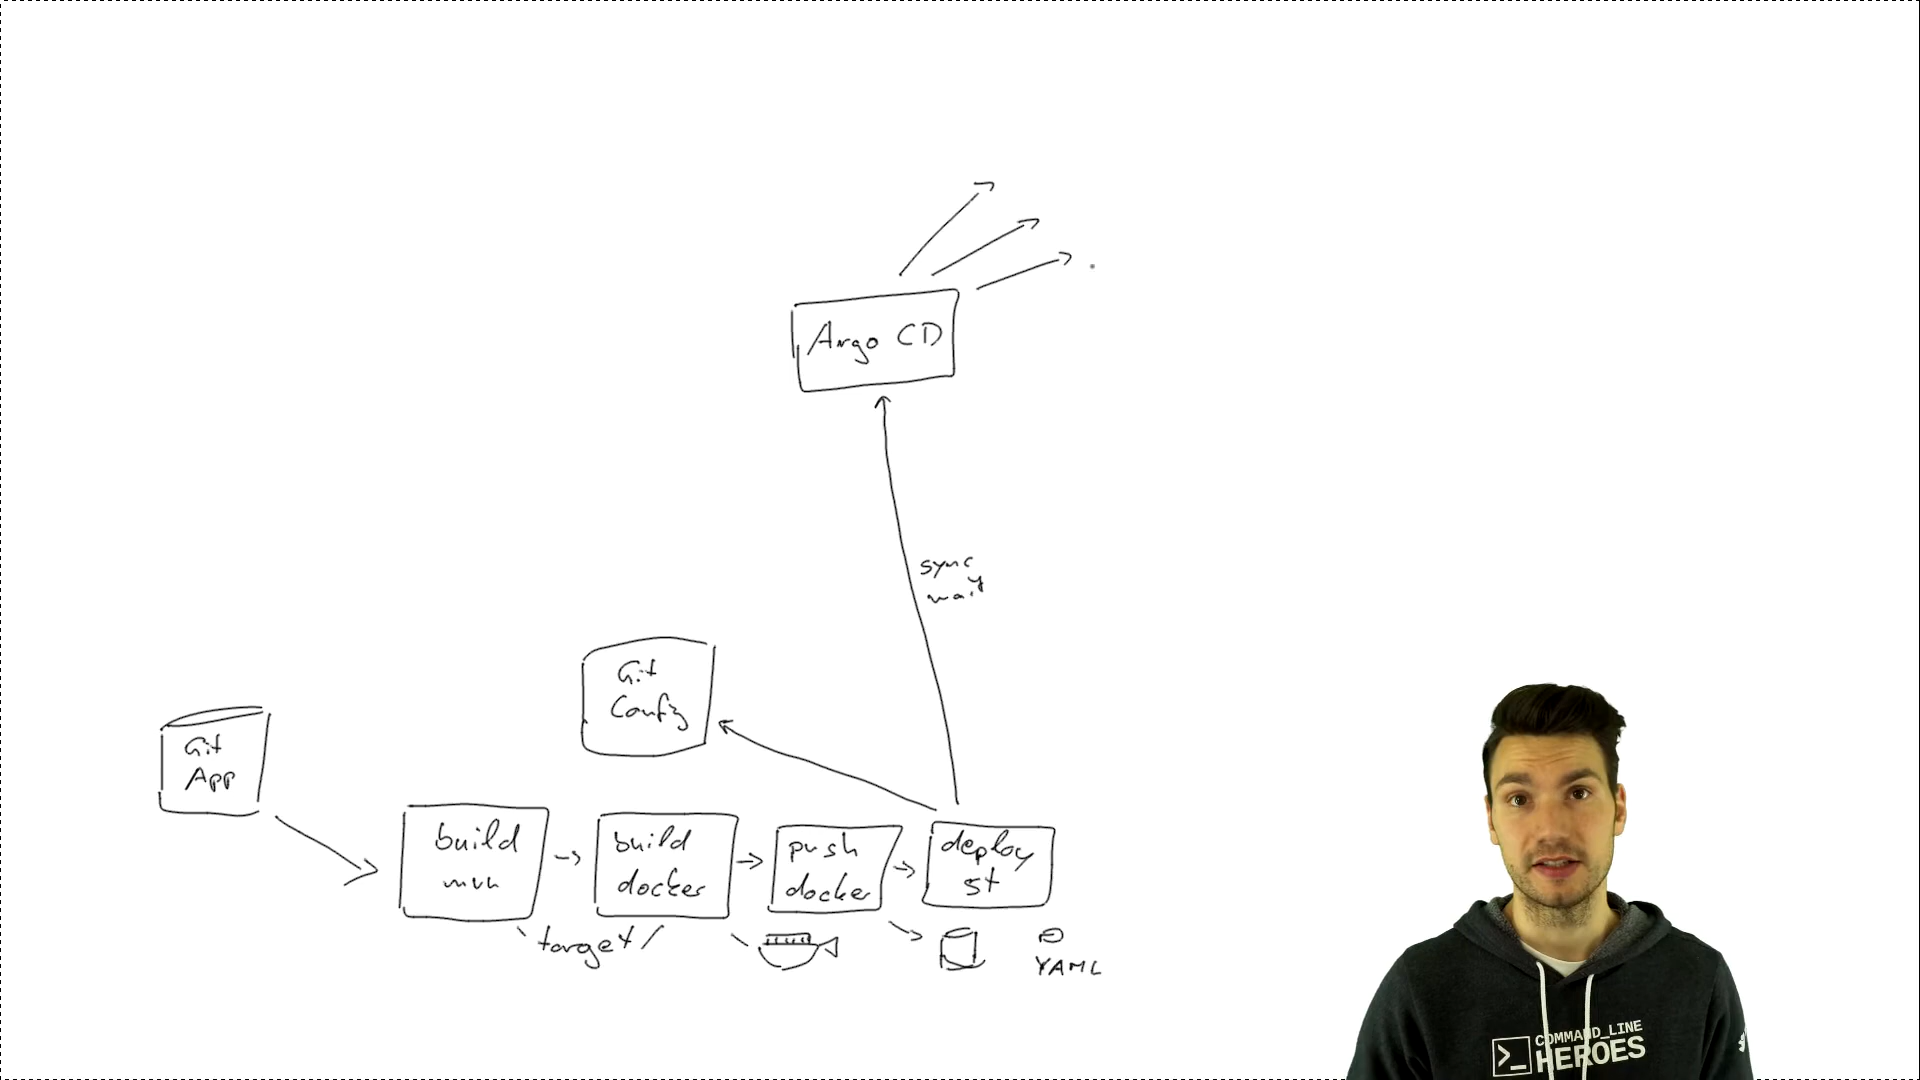 Argo CD
sync
wait
Git
Config
Git
App
build
mvn
build
docker
push
docker
deploy
st
target/
YAML
COMMAND_LINE
HEROES